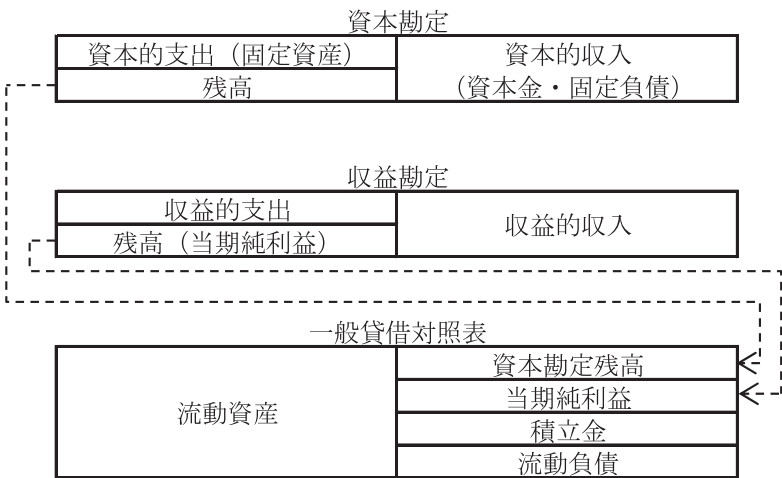 資本勘定
資本的支出（固定資産）
残高
資本的収入
（資本金・固定負債）
収益勘定
収益的支出
残高（当期純利益）
収益的収入
一般貸借対照表
流動資産
資本勘定残高
当期純利益
積立金
流動負債